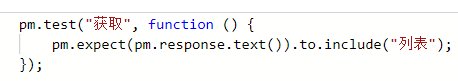 pm.test("获取", function () {
    pm.expect(pm.response.text()).to.include("列表");
});